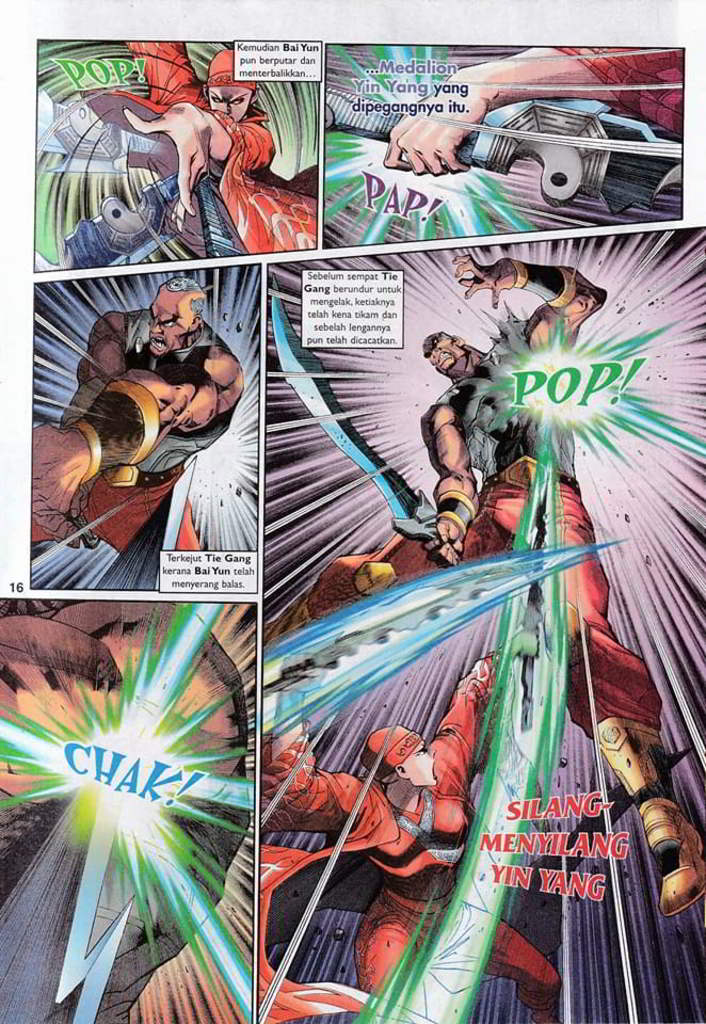 POP!
Kemudian Bai Yun
pun berputar dan
menterbalikkan...
...Medalion
Yin Yang yang
dipegangnya itu.
PAP!
Terkejut Tie Gang
kerana Bai Yun telah
menyerang balas.
Sebelum sempat Tie
Gang berundur untuk
mengelak, ketiaknya
telah kena tikam dan
sebelah lengannya
pun telah dicacatkan.
POP!
16
CHAK!
SILANG-
MENYILANG
YIN YANG